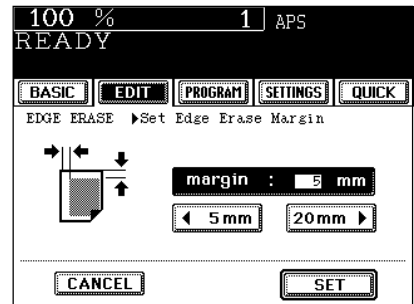 100 % 1 APS
READY
BASIC EDIT PROGRAM SETTINGS QUICK
EDGE ERASE ▶Set Edge Erase Margin
margin : 5 mm
◀ 5mm 20mm ▶
CANCEL SET